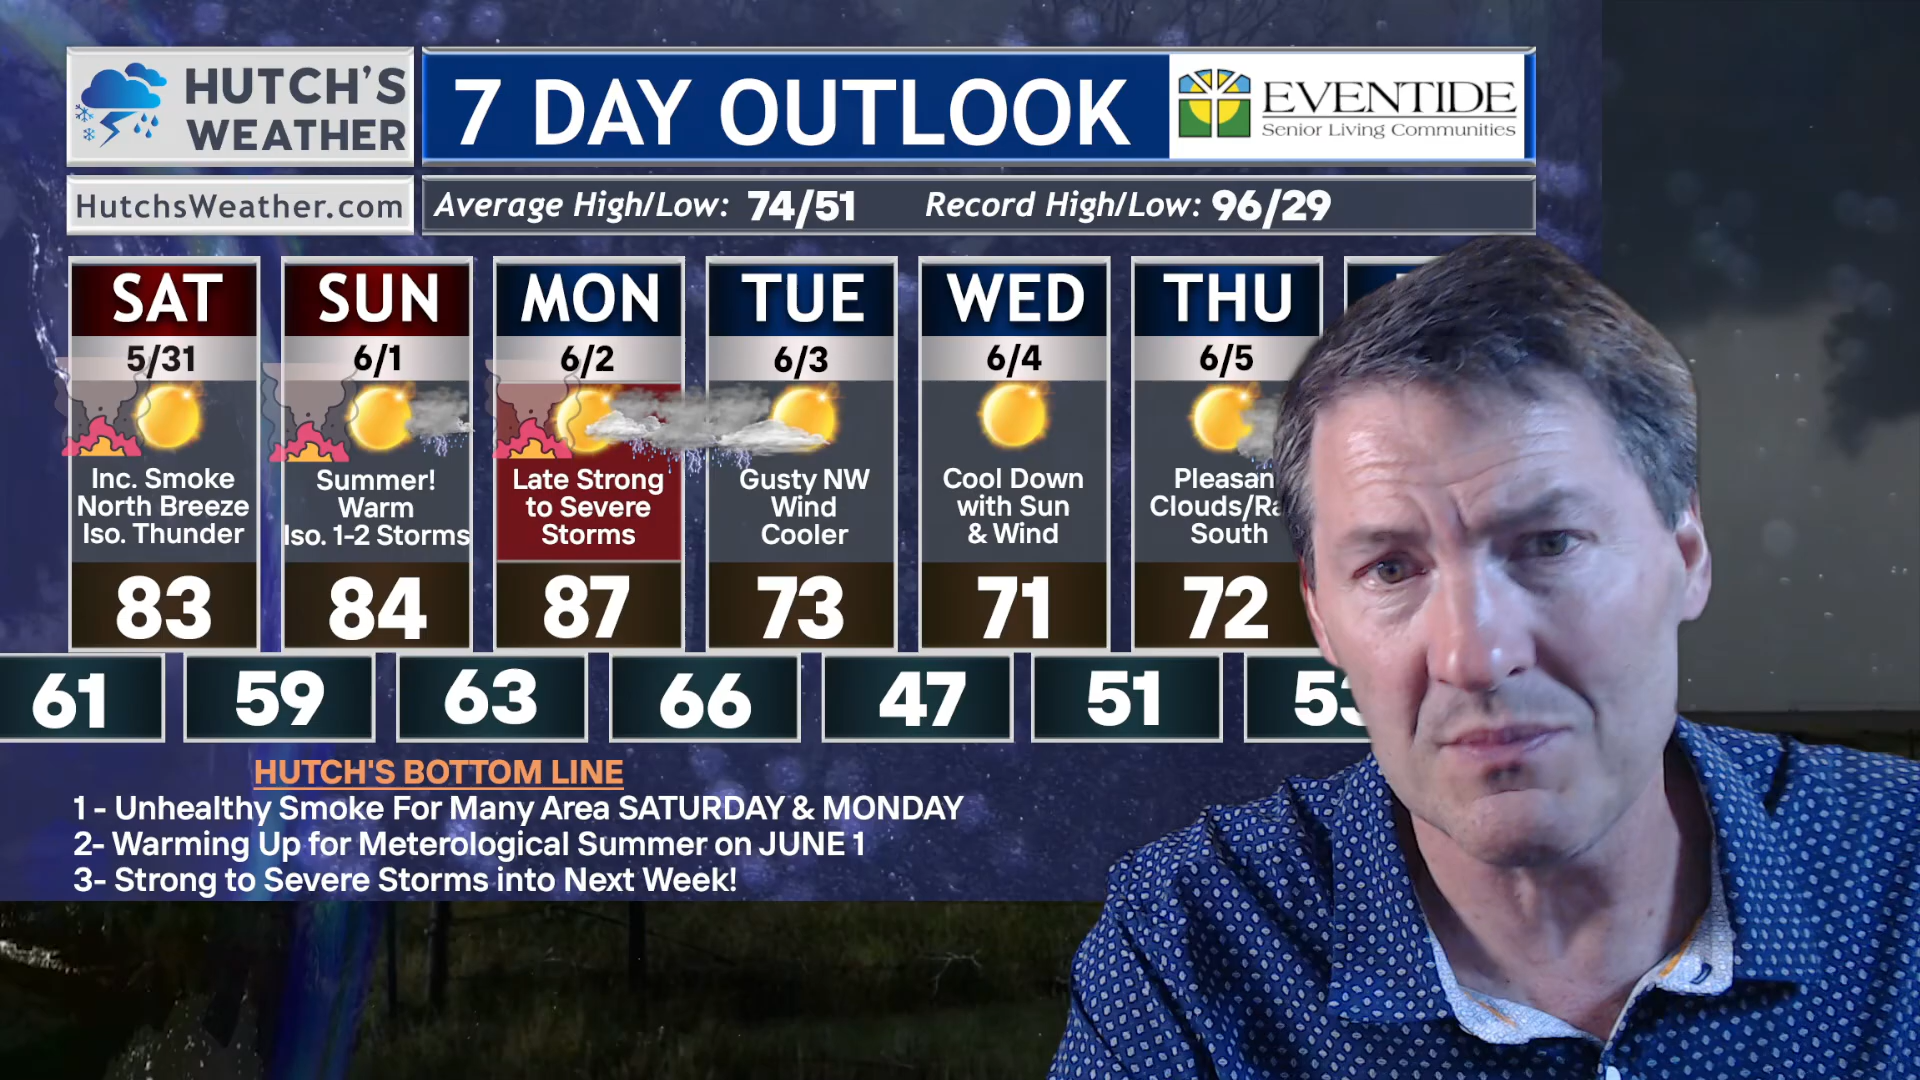 HUTCH'S
WEATHER
7 DAY OUTLOOK
EVENTIDE
Senior Living Communities
HutchsWeather.com
Average High/Low: 74/51 Record High/Low: 96/29
SAT
5/31
Inc. Smoke
North Breeze
Iso. Thunder
83
SUN
6/1
Summer!
Warm
Iso. 1-2 Storms
84
MON
6/2
Late Strong
to Severe
Storms
87
TUE
6/3
Gusty NW
Wind
Cooler
73
WED
6/4
Cool Down
with Sun
& Wind
71
THU
6/5
Pleasan
Clouds/Ra
South
72
61 59 63 66 47 51 53
HUTCH'S BOTTOM LINE
1 - Unhealthy Smoke For Many Area SATURDAY & MONDAY
2- Warming Up for Meterological Summer on JUNE 1
3- Strong to Severe Storms into Next Week!